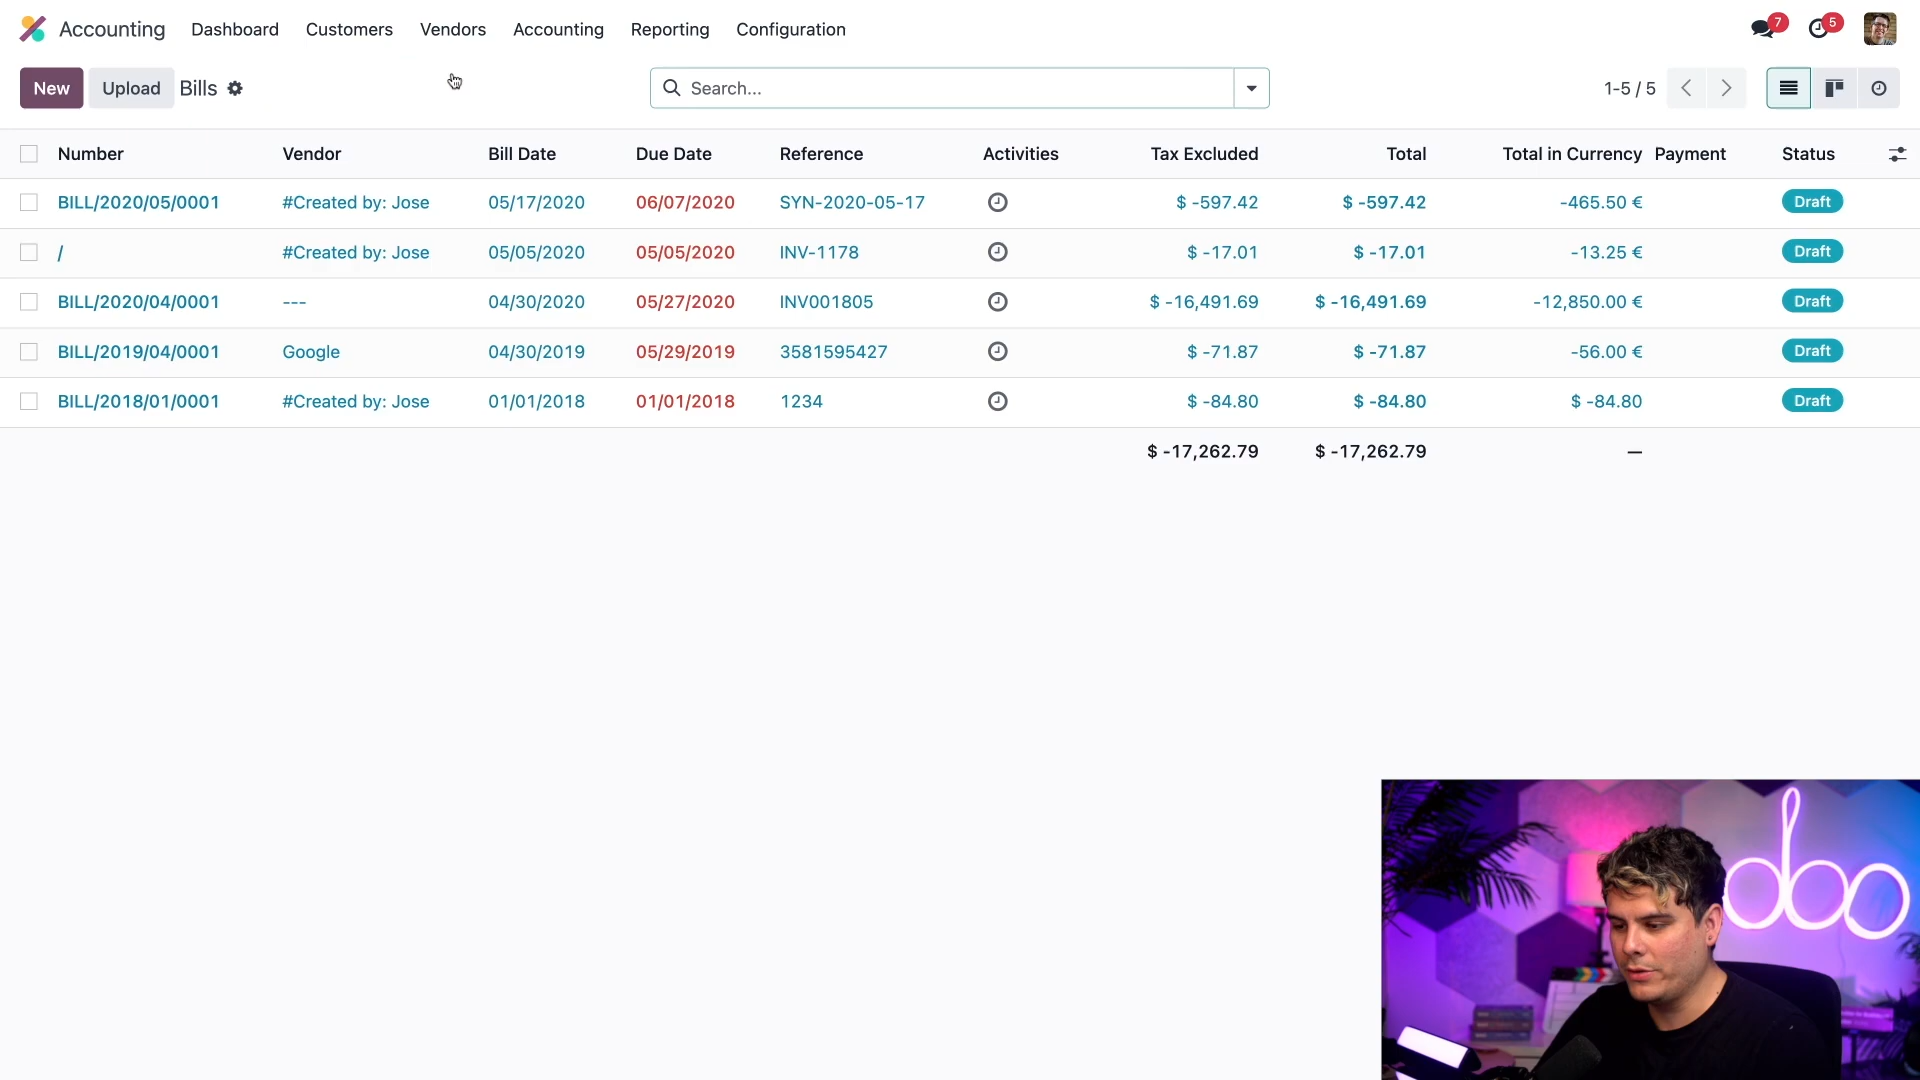 Accounting Dashboard Customers Vendors Accounting Reporting Configuration 7 5
New Upload Bills Search... 1-5 / 5
Number Vendor Bill Date Due Date Reference Activities Tax Excluded Total Total in Currency Payment Status
BILL/2020/05/0001 #Created by: Jose 05/17/2020 06/07/2020 SYN-2020-05-17 $ -597.42 $ -597.42 -465.50 € Draft
/ #Created by: Jose 05/05/2020 05/05/2020 INV-1178 $ -17.01 $ -17.01 -13.25 € Draft
BILL/2020/04/0001 --- 04/30/2020 05/27/2020 INV001805 $ -16,491.69 $ -16,491.69 -12,850.00 € Draft
BILL/2019/04/0001 Google 04/30/2019 05/29/2019 3581595427 $ -71.87 $ -71.87 -56.00 € Draft
BILL/2018/01/0001 #Created by: Jose 01/01/2018 01/01/2018 1234 $ -84.80 $ -84.80 $ -84.80 Draft
$ -17,262.79 $ -17,262.79 —
odoo